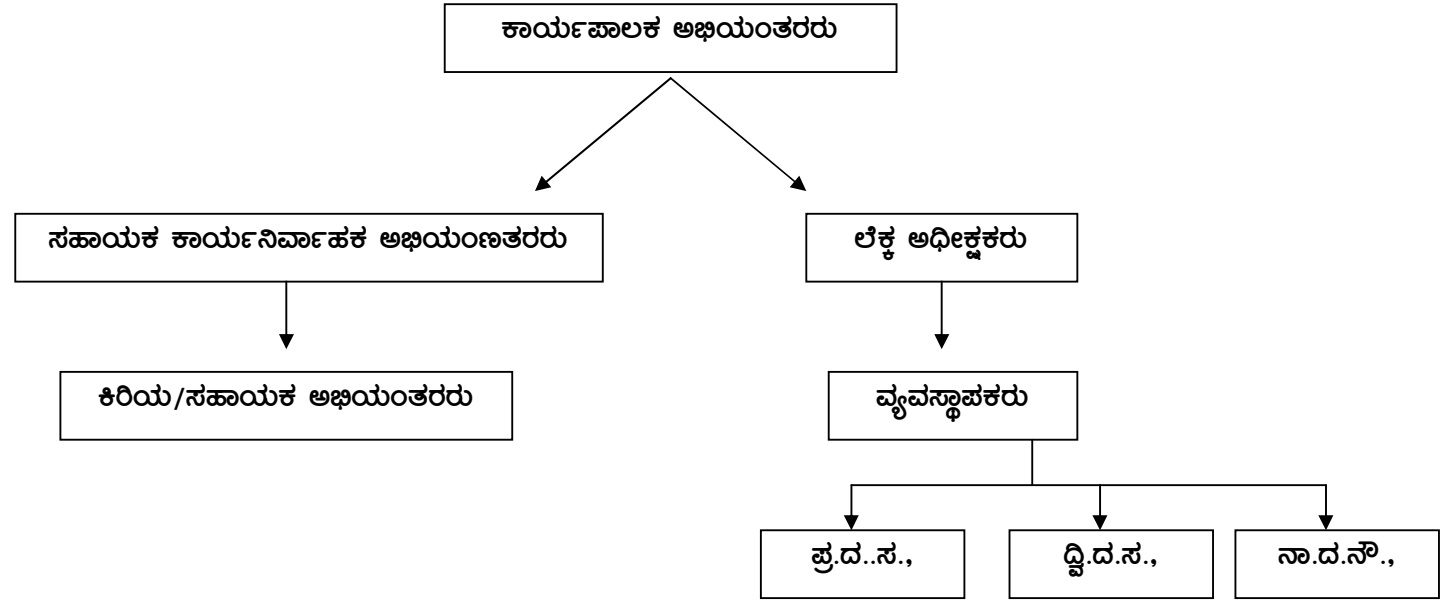 ಕಾರ್ಯಪಾಲಕ ಅಭಿಯಂತರರು
ಸಹಾಯಕ ಕಾರ್ಯನಿರ್ವಾಹಕ ಅಭಿಯಂಣತರರು
ಲೆಕ್ಕ ಅಧೀಕ್ಷಕರು
ಕಿರಿಯ/ಸಹಾಯಕ ಅಭಿಯಂತರರು
ವ್ಯವಸ್ಥಾಪಕರು
ಪ್ರ.ದ..ಸ.,
ದ್ವಿ.ದ.ಸ.,
ನಾ.ದ.ನೌ.,